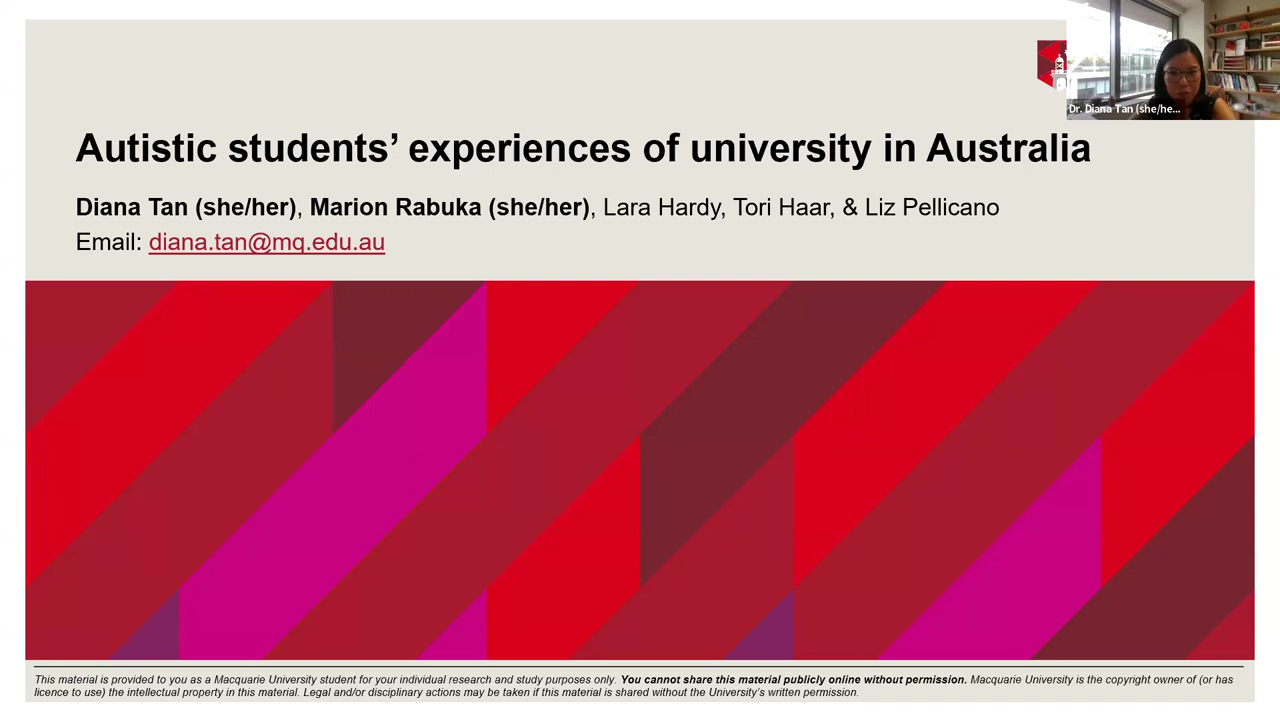 Dr. Diana Tan (she/he...
Autistic students’ experiences of university in Australia
Diana Tan (she/her), Marion Rabuka (she/her), Lara Hardy, Tori Haar, & Liz Pellicano
Email: diana.tan@mq.edu.au
This material is provided to you as a Macquarie University student for your individual research and study purposes only. You cannot share this material publicly online without permission. Macquarie University is the copyright owner of (or has
licence to use) the intellectual property in this material. Legal and/or disciplinary actions may be taken if this material is shared without the University’s written permission.